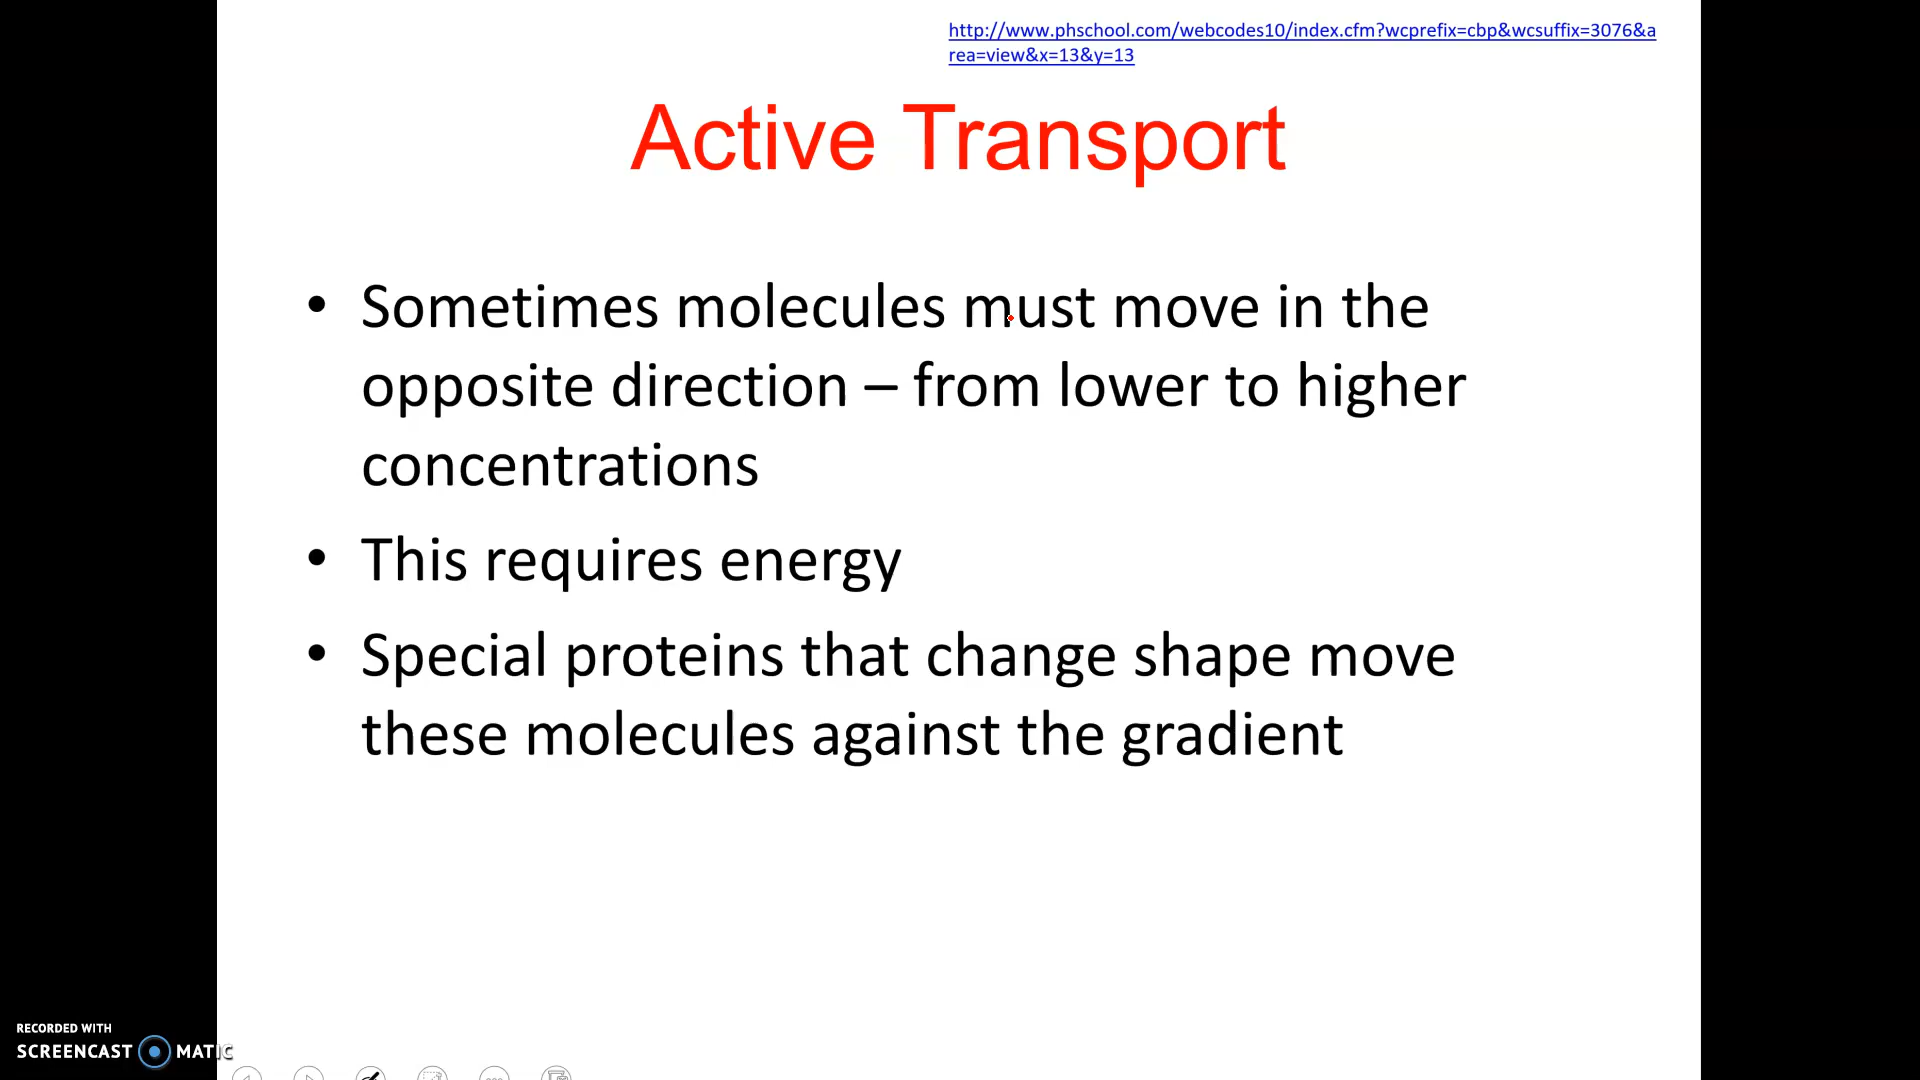 http://www.phschool.com/webcodes10/index.cfm?wcprefix=cbp&wcsuffix=3076&a
rea=view&x=13&y=13
Active Transport
• Sometimes molecules must move in the
opposite direction – from lower to higher
concentrations
• This requires energy
• Special proteins that change shape move
these molecules against the gradient
RECORDED WITH
SCREENCAST MATIC